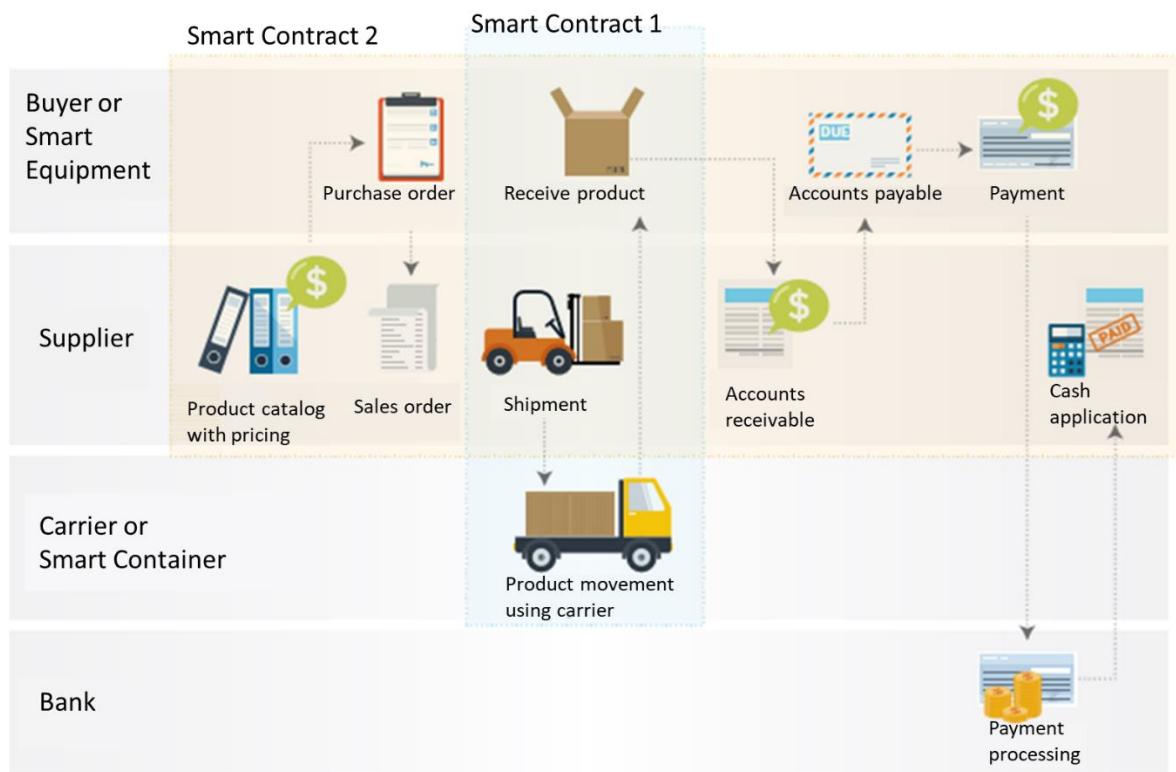 Smart Contract 2
Smart Contract 1
Buyer or
Smart
Equipment
Purchase order
Receive product
DUE
Accounts payable
$
Payment
Supplier
$
Product catalog
with pricing
Sales order
Shipment
$
Accounts
receivable
PAID
Cash
application
Carrier or
Smart Container
Product movement
using carrier
Bank
Payment
processing